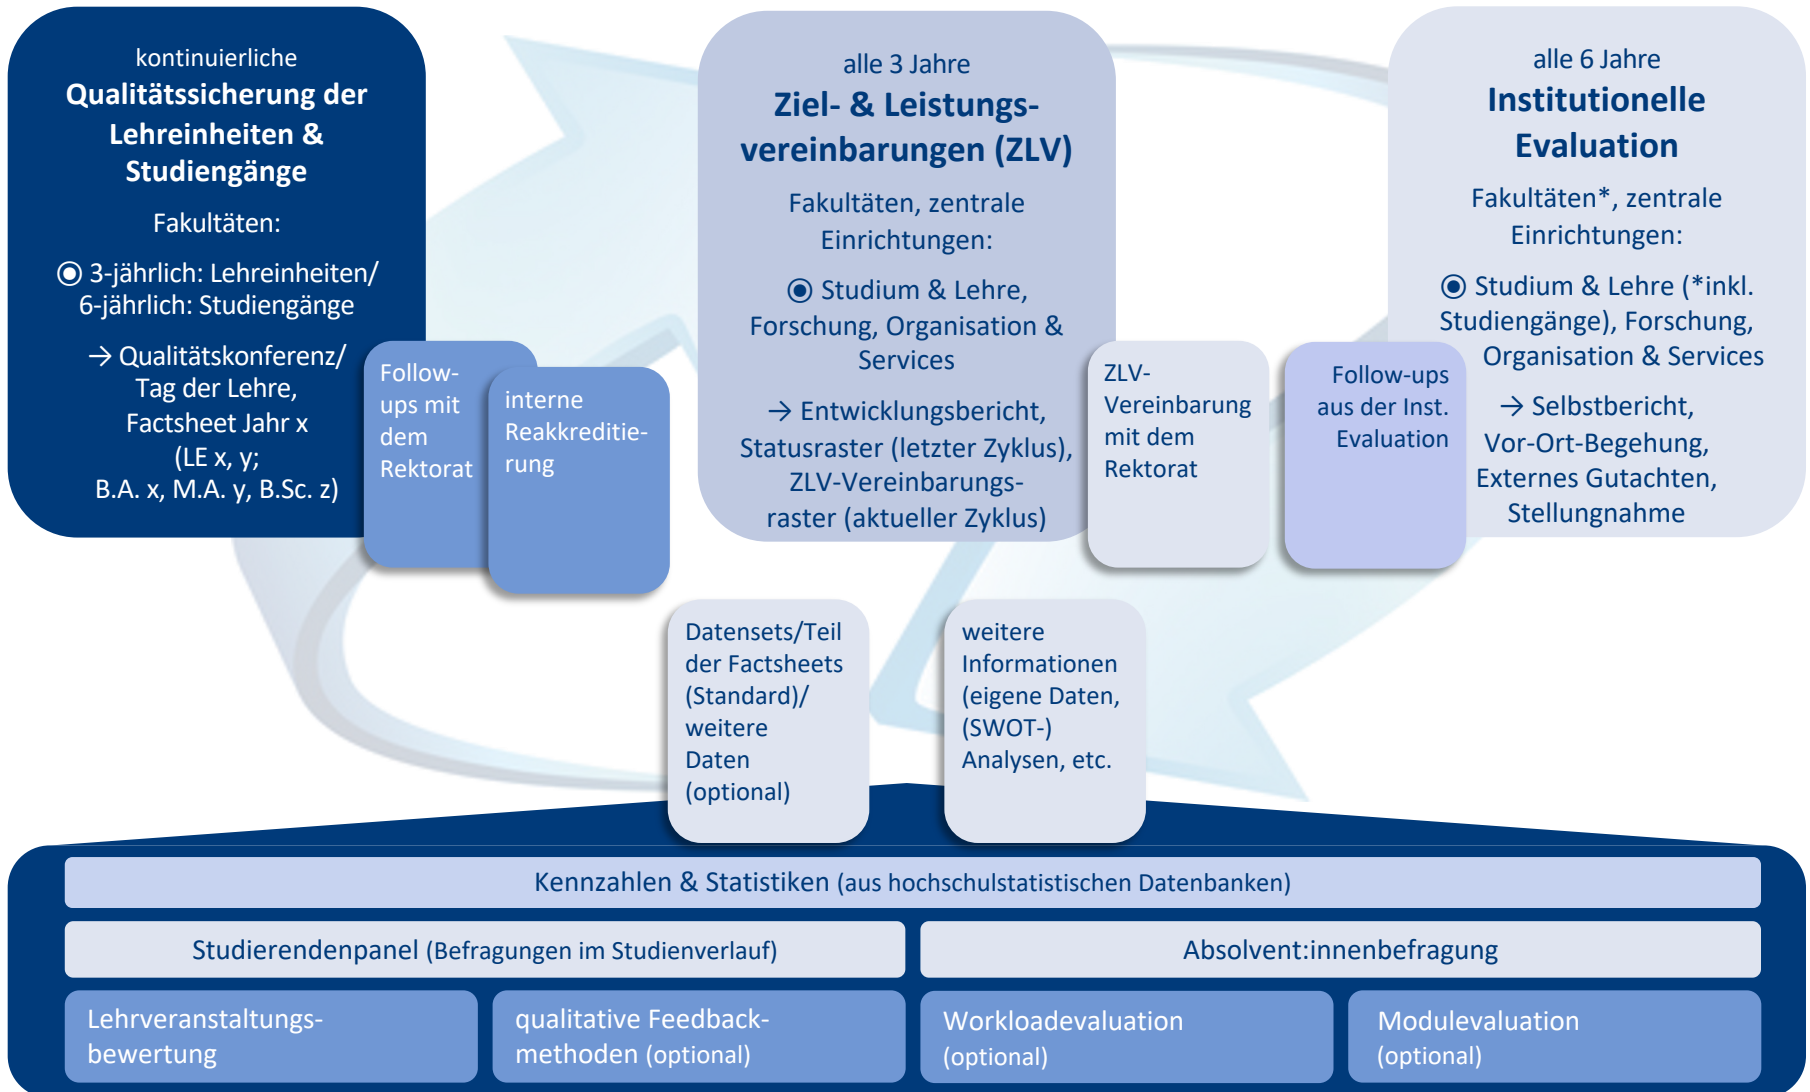 kontinuierliche
Qualitätssicherung der
Lehreinheiten &
Studiengänge
Fakultäten:
◉ 3-jährlich: Lehreinheiten/
6-jährlich: Studiengänge
→ Qualitätskonferenz/
Tag der Lehre,
Factsheet Jahr x
(LE x, y;
B.A. x, M.A. y, B.Sc. z)
Follow-
ups mit
dem
Rektorat
interne
Reakkreditie-
rung
alle 3 Jahre
Ziel- & Leistungs-
vereinbarungen (ZLV)
Fakultäten, zentrale
Einrichtungen:
◉ Studium & Lehre,
Forschung, Organisation &
Services
→ Entwicklungsbericht,
Statusraster (letzter Zyklus),
ZLV-Vereinbarungs-
raster (aktueller Zyklus)
ZLV-
Vereinbarung
mit dem
Rektorat
Follow-ups
aus der Inst.
Evaluation
alle 6 Jahre
Institutionelle
Evaluation
Fakultäten*, zentrale
Einrichtungen:
◉ Studium & Lehre (*inkl.
Studiengänge), Forschung,
Organisation & Services
→ Selbstbericht,
Vor-Ort-Begehung,
Externes Gutachten,
Stellungnahme
Datensets/Teil
der Factsheets
(Standard)/
weitere
Daten
(optional)
weitere
Informationen
(eigene Daten,
(SWOT-)
Analysen, etc.
Kennzahlen & Statistiken (aus hochschulstatistischen Datenbanken)
Studierendenpanel (Befragungen im Studienverlauf)
Absolvent:innenbefragung
Lehrveranstaltungs-
bewertung
qualitative Feedback-
methoden (optional)
Workloadevaluation
(optional)
Modulevaluation
(optional)